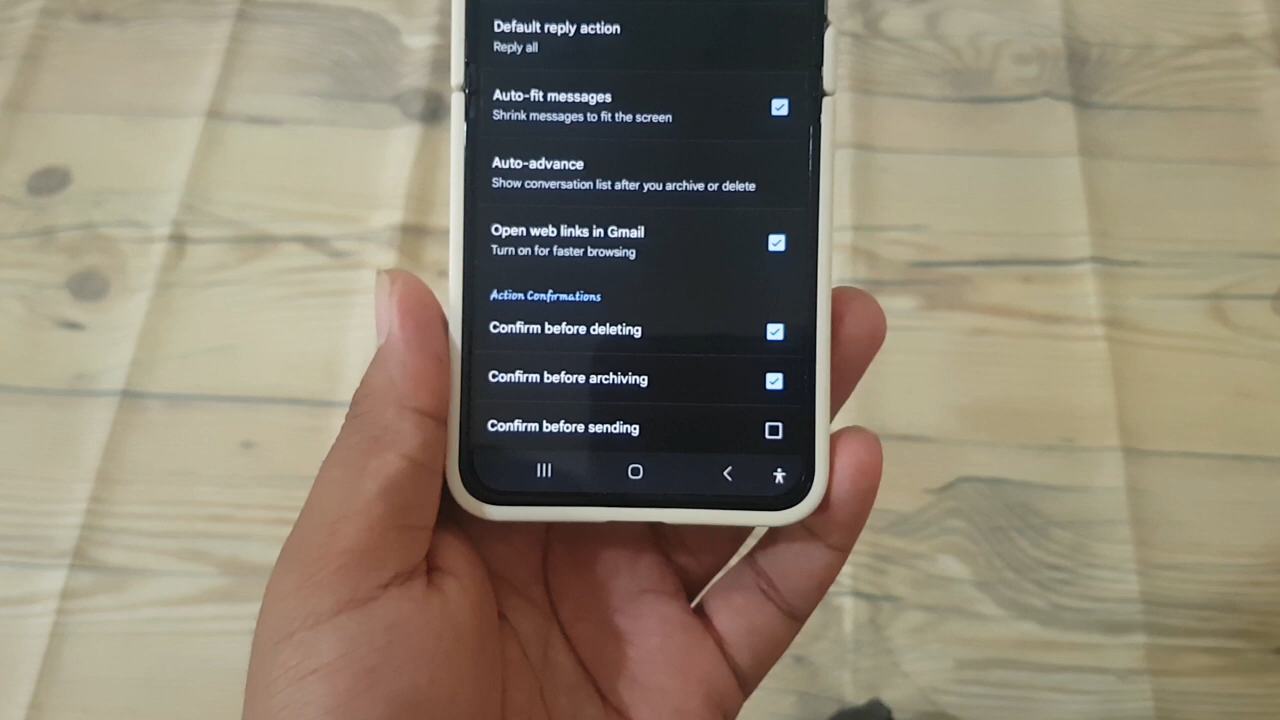 Default reply action
Reply all
Auto-fit messages
Shrink messages to fit the screen
Auto-advance
Show conversation list after you archive or delete
Open web links in Gmail
Turn on for faster browsing
Action Confirmations
Confirm before deleting
Confirm before archiving
Confirm before sending